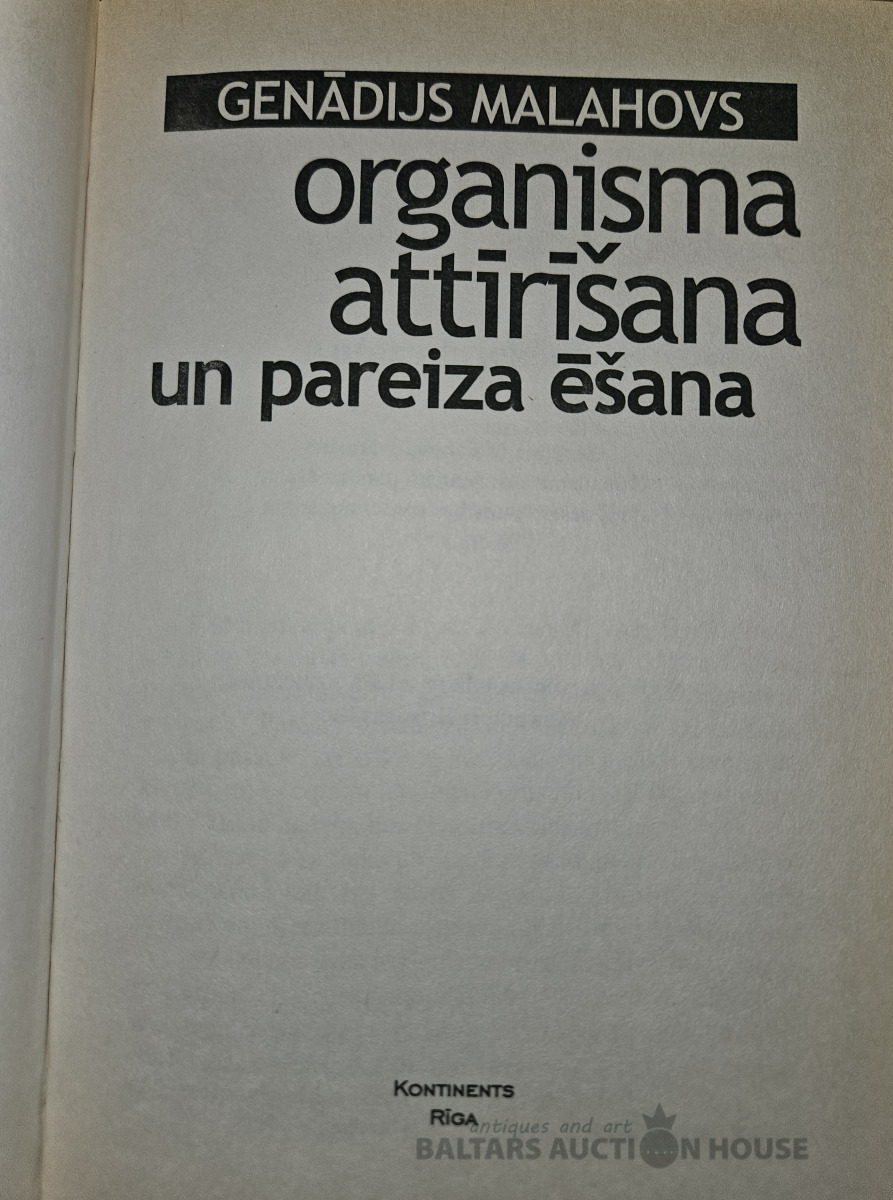 GENĀDIJS MALAHOVS
organisma
attīrīšana
un pareiza ēšana
KONTINENTS
RĪGA
antiques and art
BALTARS AUCTION HOUSE